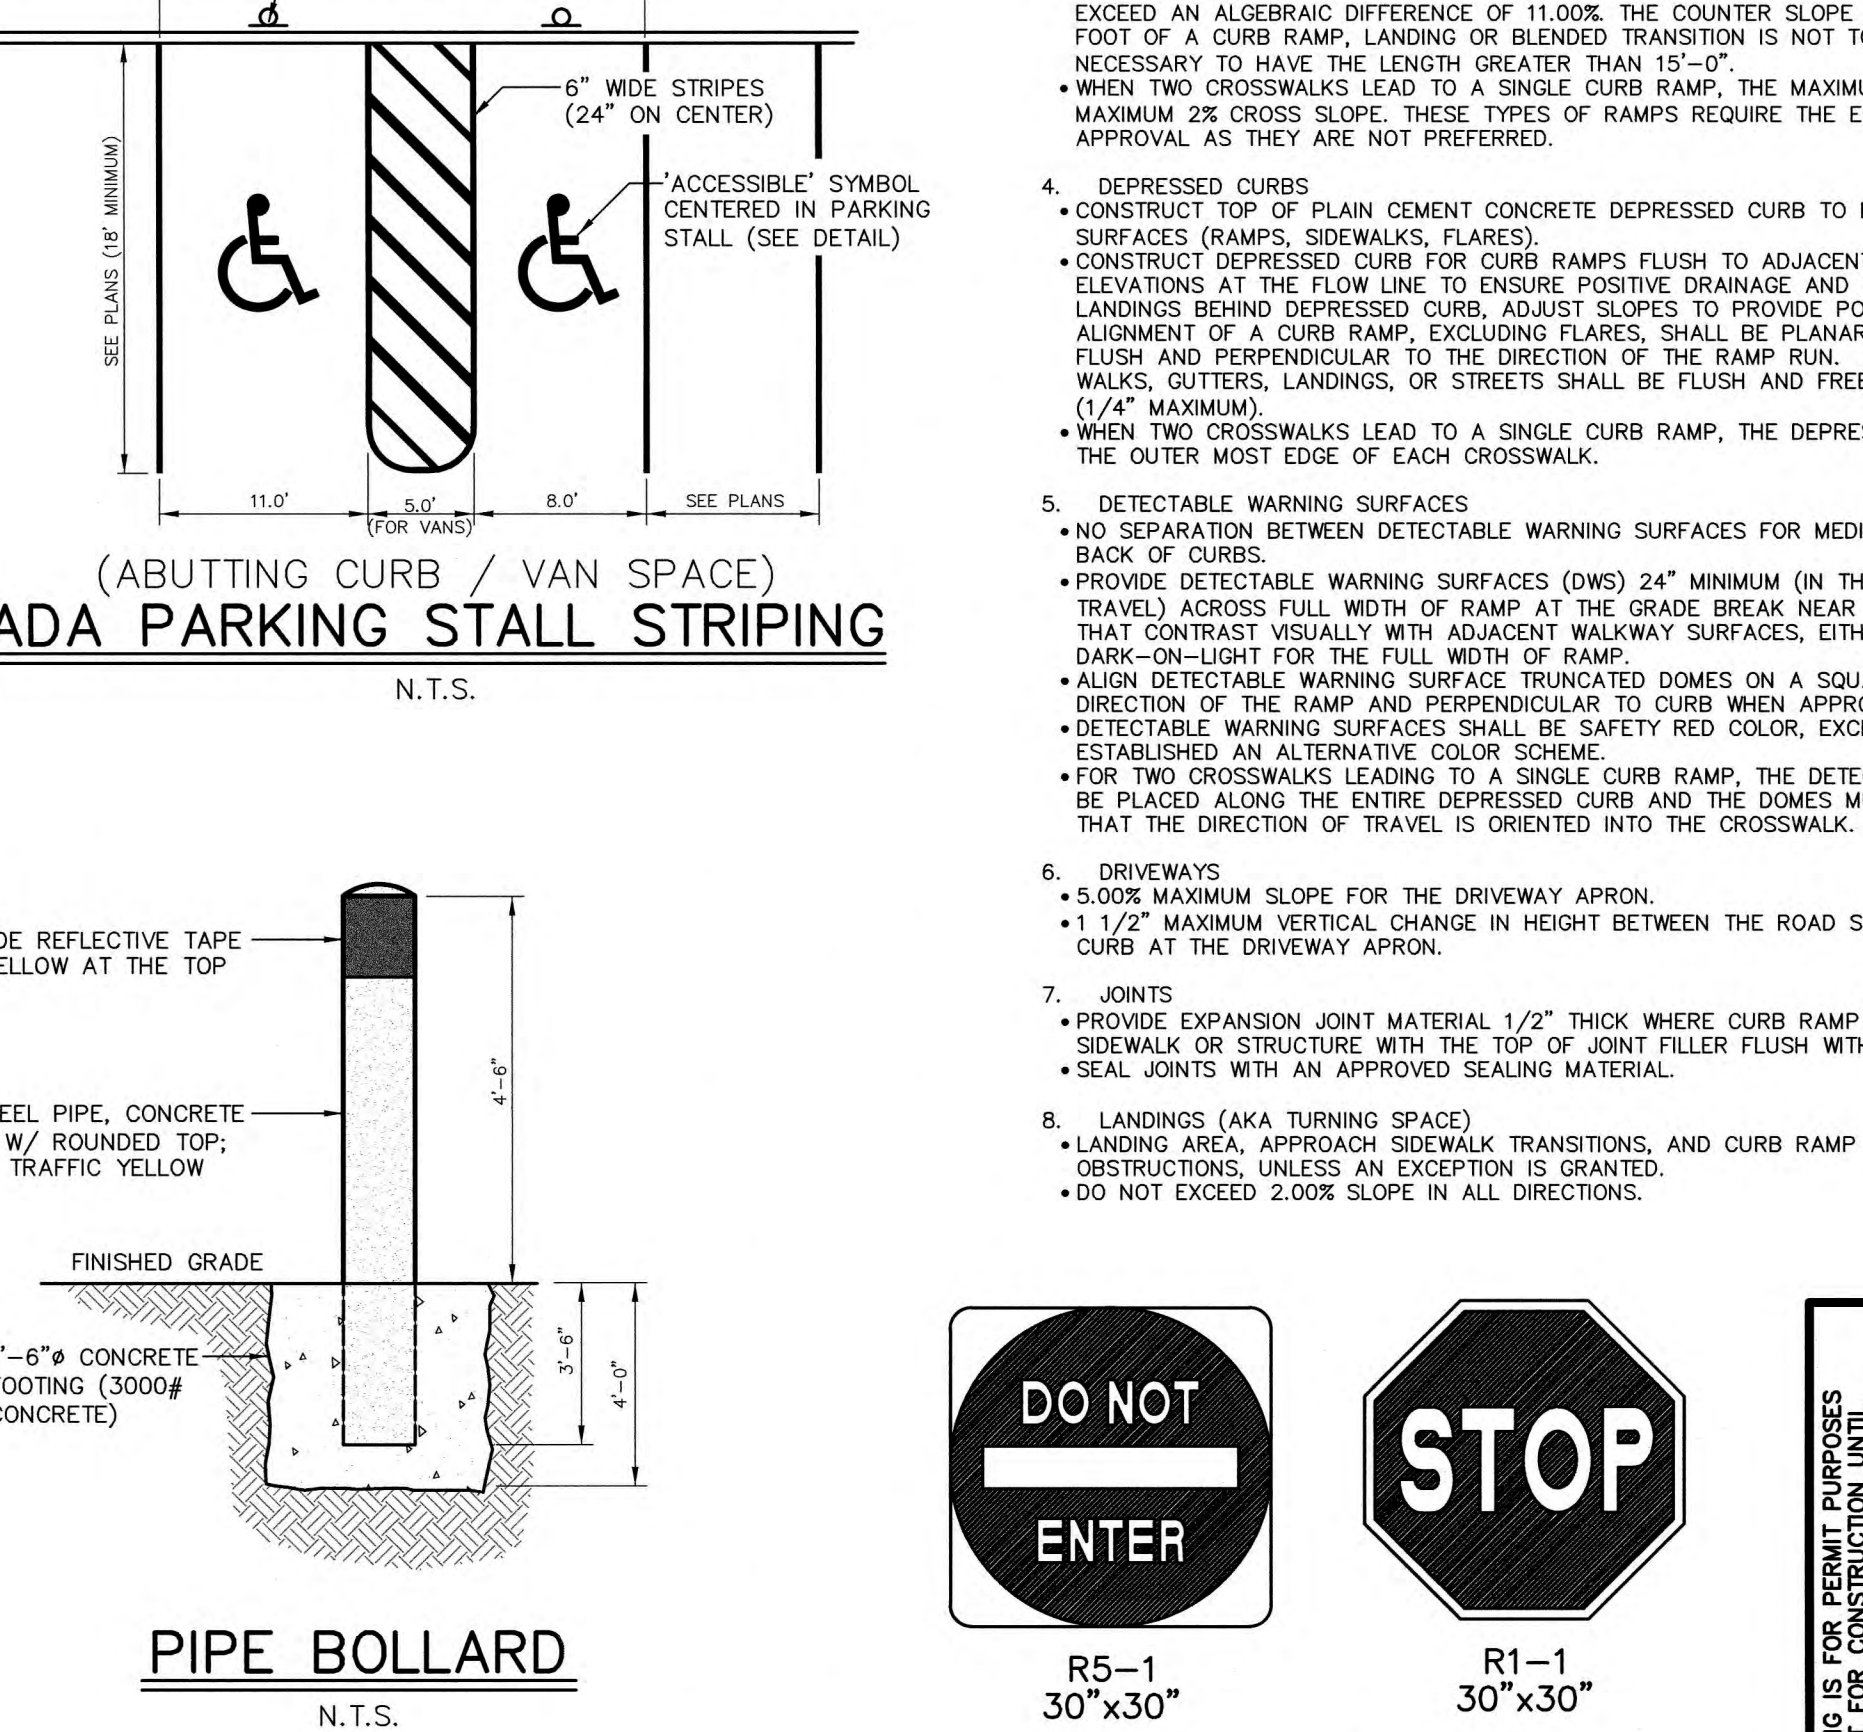 6" WIDE STRIPES
(24" ON CENTER)
'ACCESSIBLE' SYMBOL
CENTERED IN PARKING
STALL (SEE DETAIL)
SEE PLANS (18' MINIMUM)
11.0'
5.0'
(FOR VANS)
8.0'
SEE PLANS
(ABUTTING CURB / VAN SPACE)
ADA PARKING STALL STRIPING
N.T.S.
REFLECTIVE TAPE
AT THE TOP
PIPE, CONCRETE
W/ ROUNDED TOP;
TRAFFIC YELLOW
4'-6"
FINISHED GRADE
'-6"ø CONCRETE
(3000#
CONCRETE)
3'-6"
4'-0"
PIPE BOLLARD
N.T.S.
EXCEED AN ALGEBRAIC DIFFERENCE OF 11.00%. THE COUNTER SLOPE
FOOT OF A CURB RAMP, LANDING OR BLENDED TRANSITION IS NOT TO
NECESSARY TO HAVE THE LENGTH GREATER THAN 15'-0".
• WHEN TWO CROSSWALKS LEAD TO A SINGLE CURB RAMP, THE
MAXIMUM 2% CROSS SLOPE. THESE TYPES OF RAMPS REQUIRE THE
APPROVAL AS THEY ARE NOT PREFERRED.
4. DEPRESSED CURBS
• CONSTRUCT TOP OF PLAIN CEMENT CONCRETE DEPRESSED CURB TO
SURFACES (RAMPS, SIDEWALKS, FLARES).
• CONSTRUCT DEPRESSED CURB FOR CURB RAMPS FLUSH TO ADJACENT
ELEVATIONS AT THE FLOW LINE TO ENSURE POSITIVE DRAINAGE AND
LANDINGS BEHIND DEPRESSED CURB, ADJUST SLOPES TO PROVIDE
ALIGNMENT OF A CURB RAMP, EXCLUDING FLARES, SHALL BE PLANAR
FLUSH AND PERPENDICULAR TO THE DIRECTION OF THE RAMP RUN.
WALKS, GUTTERS, LANDINGS, OR STREETS SHALL BE FLUSH AND FREE
(1/4" MAXIMUM).
• WHEN TWO CROSSWALKS LEAD TO A SINGLE CURB RAMP, THE
THE OUTER MOST EDGE OF EACH CROSSWALK.
5. DETECTABLE WARNING SURFACES
• NO SEPARATION BETWEEN DETECTABLE WARNING SURFACES FOR
BACK OF CURBS.
• PROVIDE DETECTABLE WARNING SURFACES (DWS) 24" MINIMUM (IN
TRAVEL) ACROSS FULL WIDTH OF RAMP AT THE GRADE BREAK NEAR
THAT CONTRAST VISUALLY WITH ADJACENT WALKWAY SURFACES,
DARK-ON-LIGHT FOR THE FULL WIDTH OF RAMP.
• ALIGN DETECTABLE WARNING SURFACE TRUNCATED DOMES ON A
DIRECTION OF THE RAMP AND PERPENDICULAR TO CURB WHEN
• DETECTABLE WARNING SURFACES SHALL BE SAFETY RED COLOR,
ESTABLISHED AN ALTERNATIVE COLOR SCHEME.
• FOR TWO CROSSWALKS LEADING TO A SINGLE CURB RAMP, THE
BE PLACED ALONG THE ENTIRE DEPRESSED CURB AND THE DOMES
THAT THE DIRECTION OF TRAVEL IS ORIENTED INTO THE CROSSWALK.
6. DRIVEWAYS
• 5.00% MAXIMUM SLOPE FOR THE DRIVEWAY APRON.
• 1 1/2" MAXIMUM VERTICAL CHANGE IN HEIGHT BETWEEN THE ROAD
CURB AT THE DRIVEWAY APRON.
7. JOINTS
• PROVIDE EXPANSION JOINT MATERIAL 1/2" THICK WHERE CURB RAMP
SIDEWALK OR STRUCTURE WITH THE TOP OF JOINT FILLER FLUSH WITH
• SEAL JOINTS WITH AN APPROVED SEALING MATERIAL.
8. LANDINGS (AKA TURNING SPACE)
• LANDING AREA, APPROACH SIDEWALK TRANSITIONS, AND CURB RAMP
OBSTRUCTIONS, UNLESS AN EXCEPTION IS GRANTED.
• DO NOT EXCEED 2.00% SLOPE IN ALL DIRECTIONS.
DO NOT
ENTER
R5-1
30"x30"
STOP
R1-1
30"x30"
IS FOR PERMIT PURPOSES
FOR CONSTRUCTION UNTIL